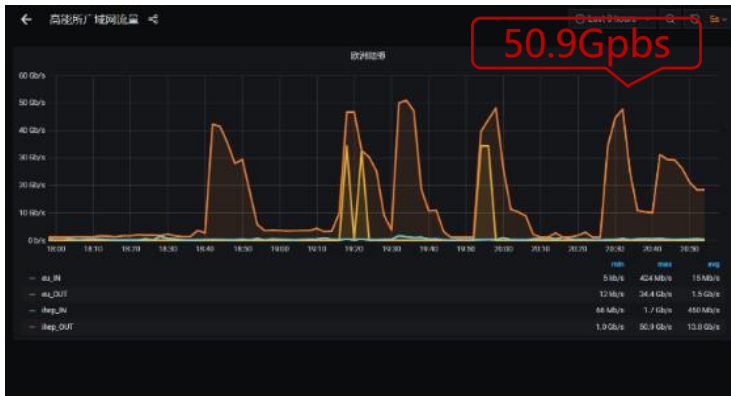 高能所广域网流量
Last 3 hours
5s
50.9Gpbs
60 Gb/s
50 Gb/s
40 Gb/s
30 Gb/s
20 Gb/s
10 Gb/s
0 b/s
18:00 18:10 18:20 18:30 18:40 18:50 19:00 19:10 19:20 19:30 19:40 19:50 20:00 20:10 20:20 20:30 20:40 20:50
min max avg
eu_IN 5 kb/s 424 Mb/s 15 Mb/s
eu_OUT 12 kb/s 34.4 Gb/s 1.5 Gb/s
ihep_IN 66 Mb/s 1.7 Gb/s 450 Mb/s
ihep_OUT 1.0 Gb/s 50.9 Gb/s 13.8 Gb/s